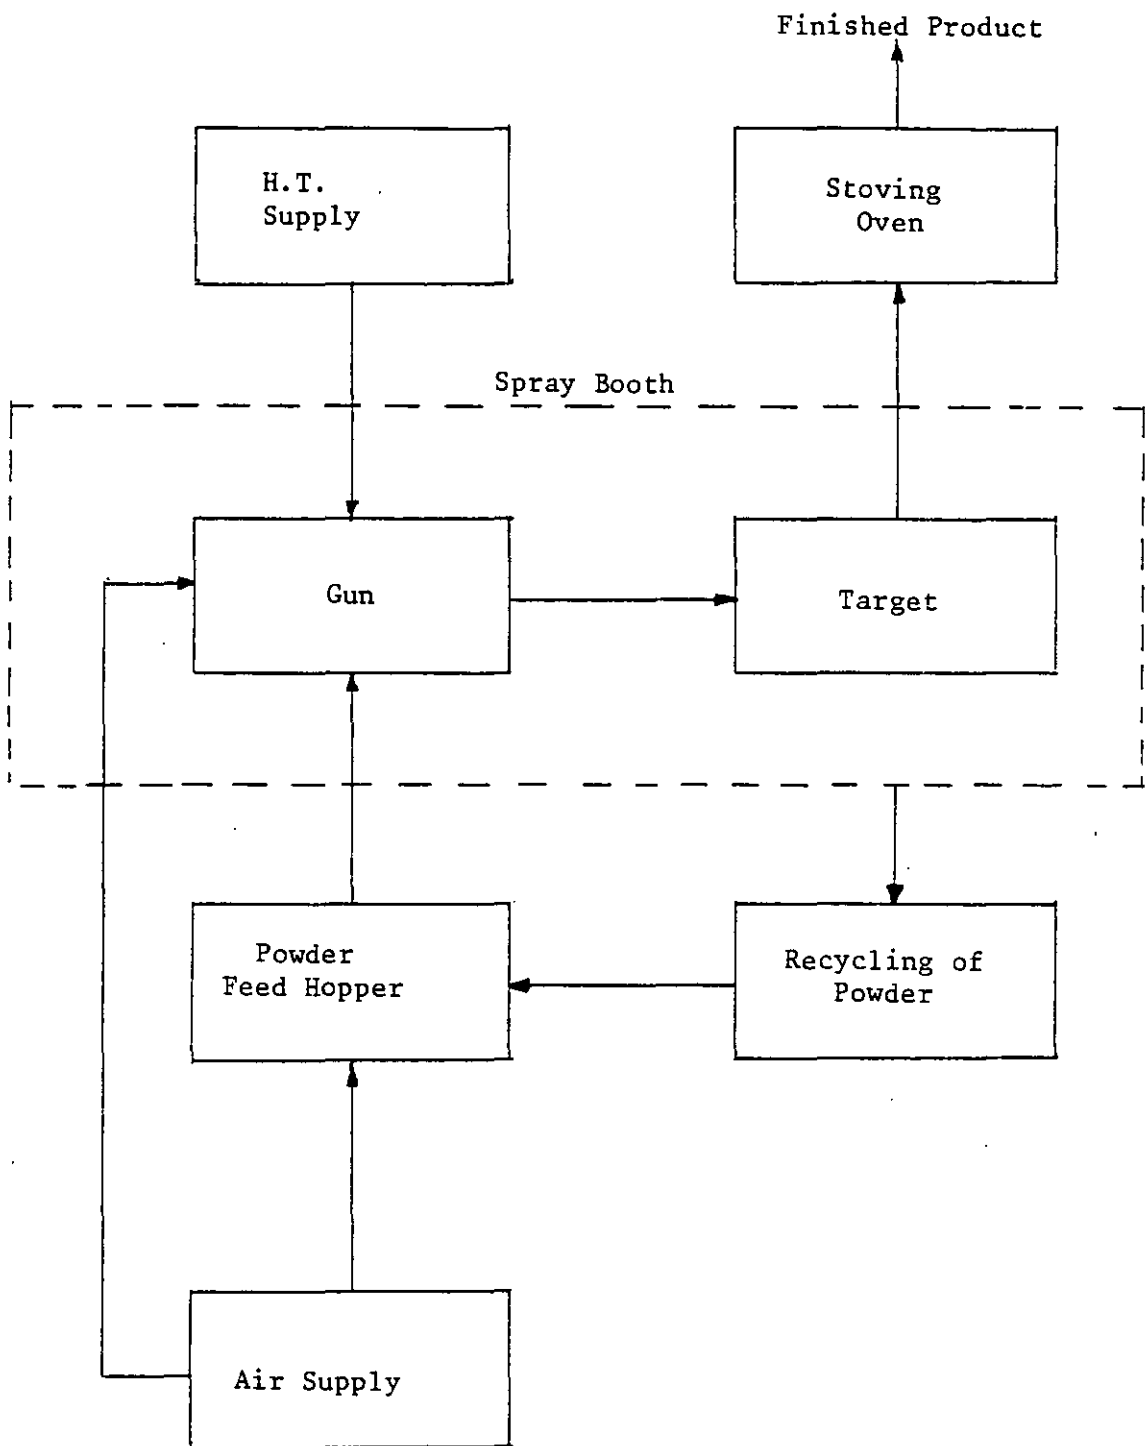 Finished Product
H.T.
Supply
Stoving
Oven
Spray Booth
Gun
Target
Powder
Feed Hopper
Recycling of
Powder
Air Supply